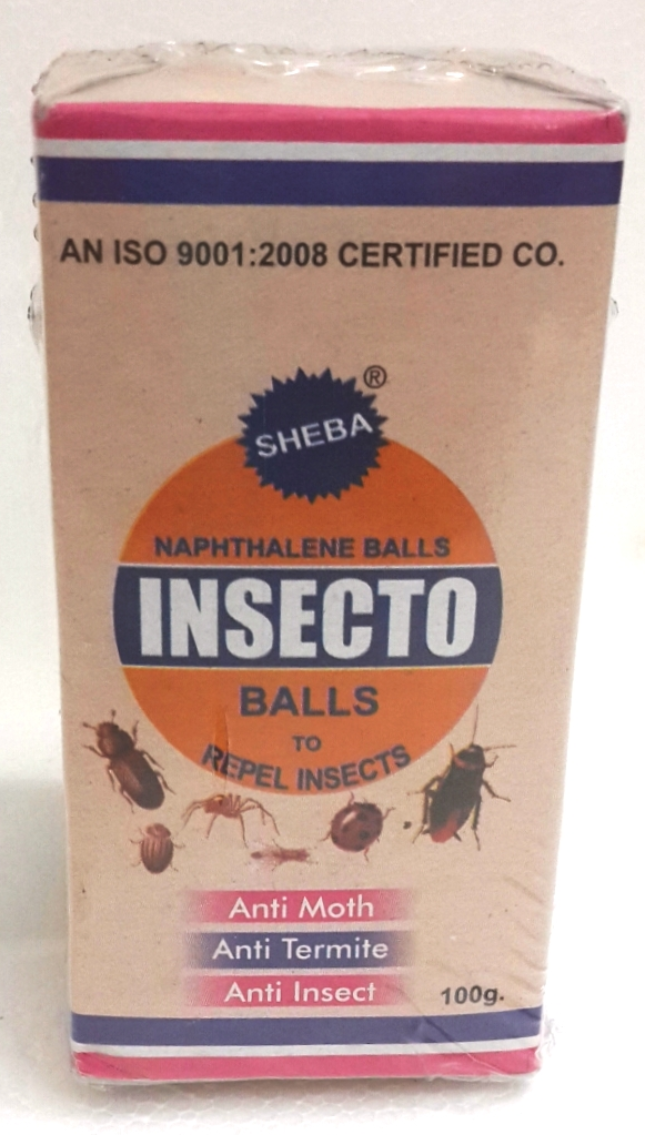 AN ISO 9001:2008 CERTIFIED CO.
®
SHEBA
NAPHTHALENE BALLS
INSECTO
BALLS
TO
REPEL INSECTS
Anti Moth
Anti Termite
Anti Insect
100g.